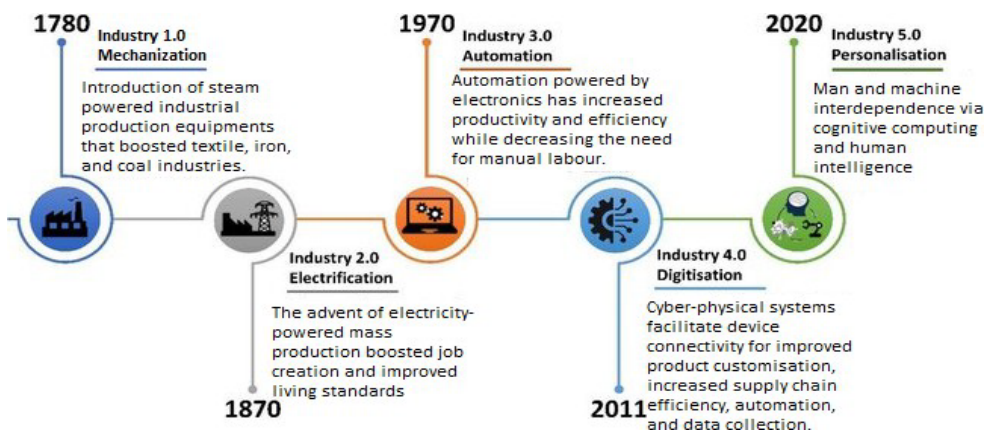 1780
Industry 1.0
Mechanization
Introduction of steam
powered industrial
production equipments
that boosted textile, iron,
and coal industries.
Industry 2.0
Electrification
The advent of electricity-
powered mass
production boosted job
creation and improved
living standards
1870
1970
Industry 3.0
Automation
Automation powered by
electronics has increased
productivity and efficiency
while decreasing the need
for manual labour.
Industry 4.0
Digitisation
Cyber-physical systems
facilitate device
connectivity for improved
product customisation,
increased supply chain
efficiency, automation,
and data collection.
2011
2020
Industry 5.0
Personalisation
Man and machine
interdependence via
cognitive computing
and human
intelligence